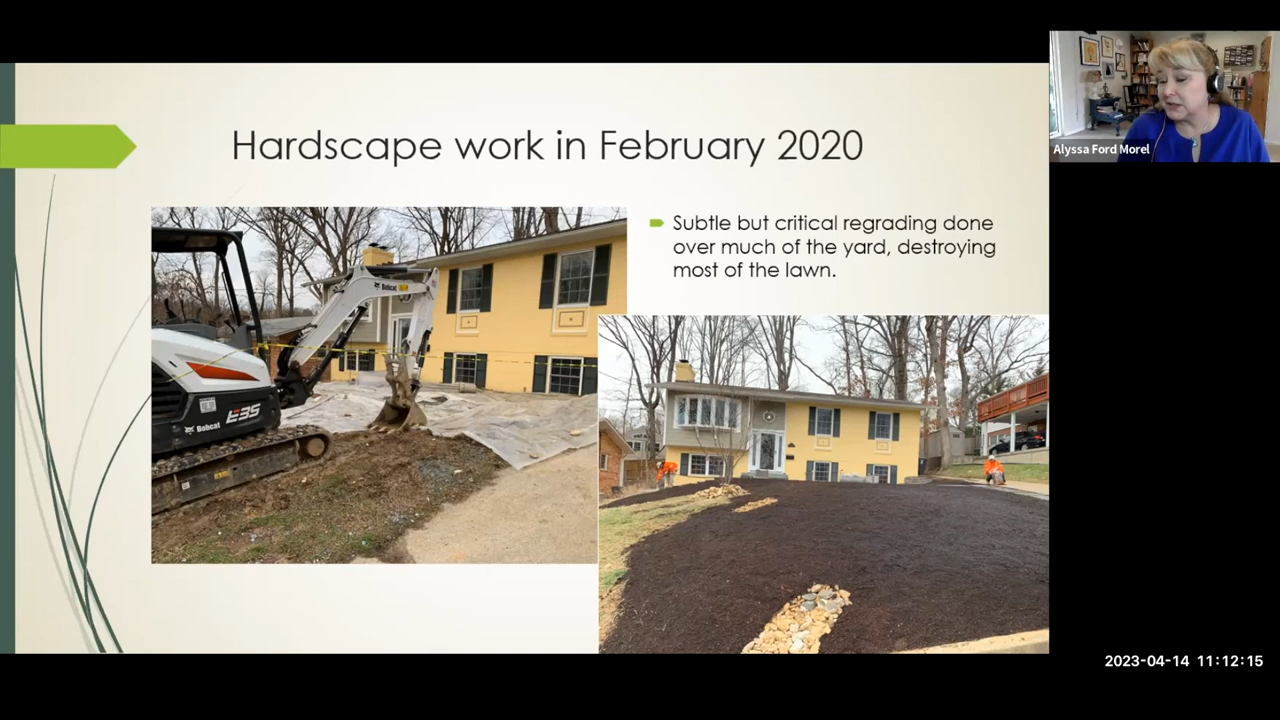 Hardscape work in February 2020
Subtle but critical regrading done
over much of the yard, destroying
most of the lawn.
Bobcat
E35
Bobcat
Alyssa Ford Morel
2023-04-14 11:12:15